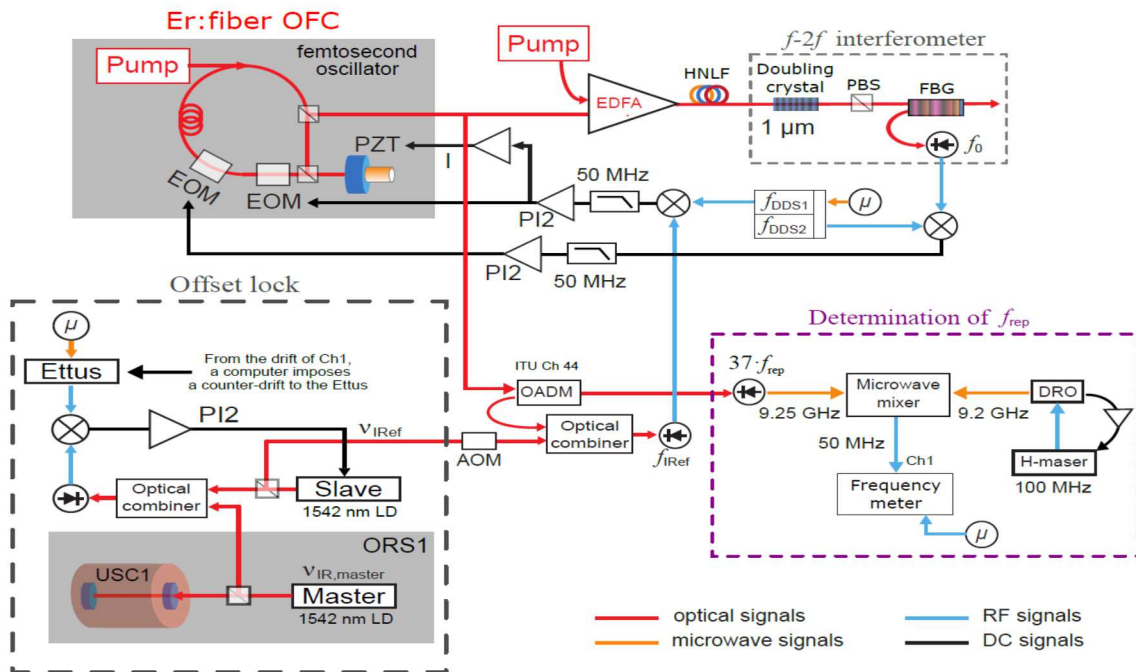 Er:fiber OFC
femtosecond
oscillator
Pump
PZT
EOM
EOM
Pump
EDFA
HNLF
f-2f interferometer
Doubling
crystal
PBS
FBG
1 μm
f0
I
PI2
50 MHz
fDDS1
fDDS2
μ
PI2
50 MHz
Offset lock
μ
Ettus
From the drift of Ch1,
a computer imposes
a counter-drift to the Ettus
PI2
νIRef
AOM
Optical
combiner
Slave
1542 nm LD
ORS1
USC1
νIR,master
Master
1542 nm LD
ITU Ch 44
OADM
Optical
combiner
fIRef
Determination of frep
37·frep
9.25 GHz
Microwave
mixer
9.2 GHz
DRO
50 MHz
Ch1
H-maser
100 MHz
Frequency
meter
μ
optical signals
microwave signals
RF signals
DC signals